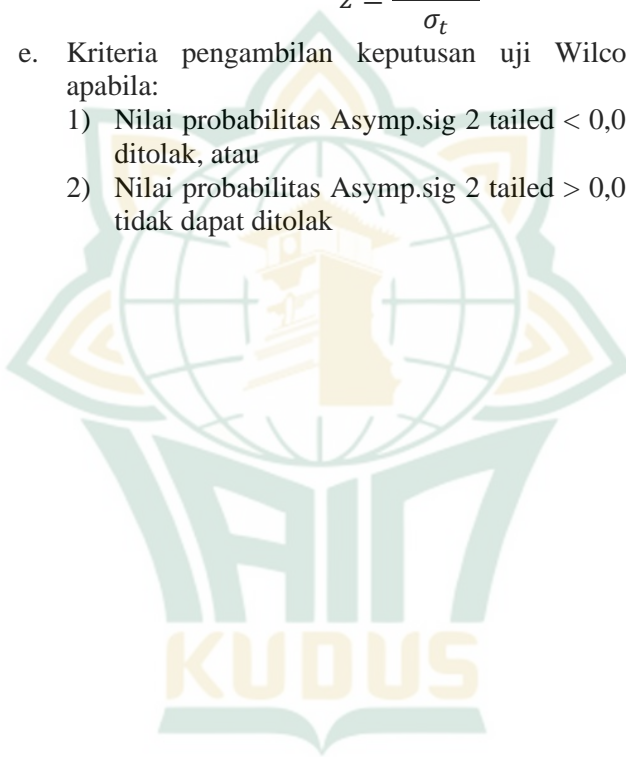 z =
σₜ
e. Kriteria pengambilan keputusan uji Wilco
apabila:
1) Nilai probabilitas Asymp.sig 2 tailed < 0,0
ditolak, atau
2) Nilai probabilitas Asymp.sig 2 tailed > 0,0
tidak dapat ditolak
IAIN
KUDUS